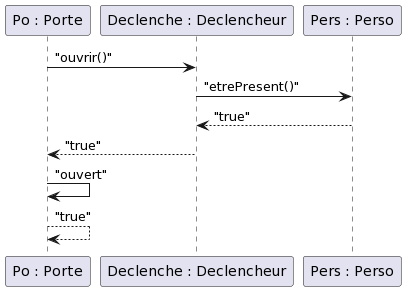 Po : Porte
Declenche : Declencheur
Pers : Perso
"ouvrir()"
"etrePresent()"
"true"
"true"
"ouvert"
"true"
Po : Porte
Declenche : Declencheur
Pers : Perso